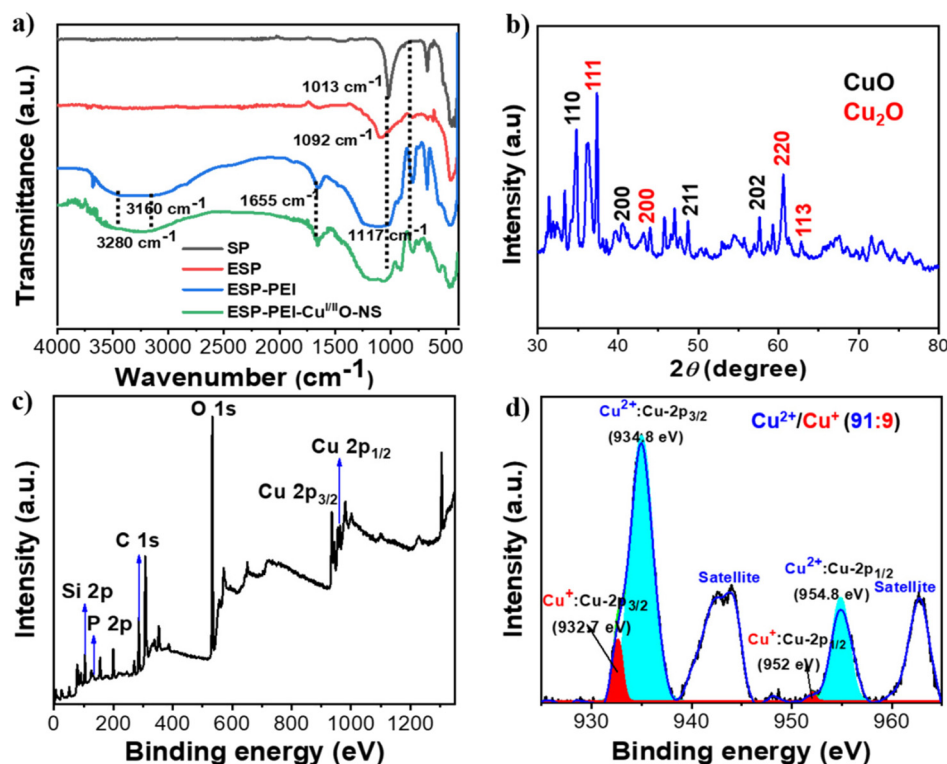 a)
Transmittance (a.u.)
1013 cm⁻¹
1092 cm⁻¹
3160 cm⁻¹
1655 cm⁻¹
3280 cm⁻¹
1117 cm⁻¹
SP
ESP
ESP-PEI
ESP-PEI-Cuᴵ/ᴵᴵO-NS
4000 3500 3000 2500 2000 1500 1000 500
Wavenumber (cm⁻¹)
b)
Intensity (a.u)
110
111
200
200
211
202
220
113
CuO
Cu₂O
30 40 50 60 70 80
2θ (degree)
c)
Intensity (a.u.)
Si 2p
P 2p
C 1s
O 1s
Cu 2p₃/₂
Cu 2p₁/₂
0 200 400 600 800 1000 1200
Binding energy (eV)
d)
Intensity (a.u.)
Cu²⁺:Cu-2p₃/₂
(934.8 eV)
Cu²⁺/Cu⁺ (91:9)
Cu⁺:Cu-2p₃/₂
(932.7 eV)
Satellite
Cu²⁺:Cu-2p₁/₂
(954.8 eV)
Satellite
Cu⁺:Cu-2p₁/₂
(952 eV)
930 940 950 960
Binding energy (eV)